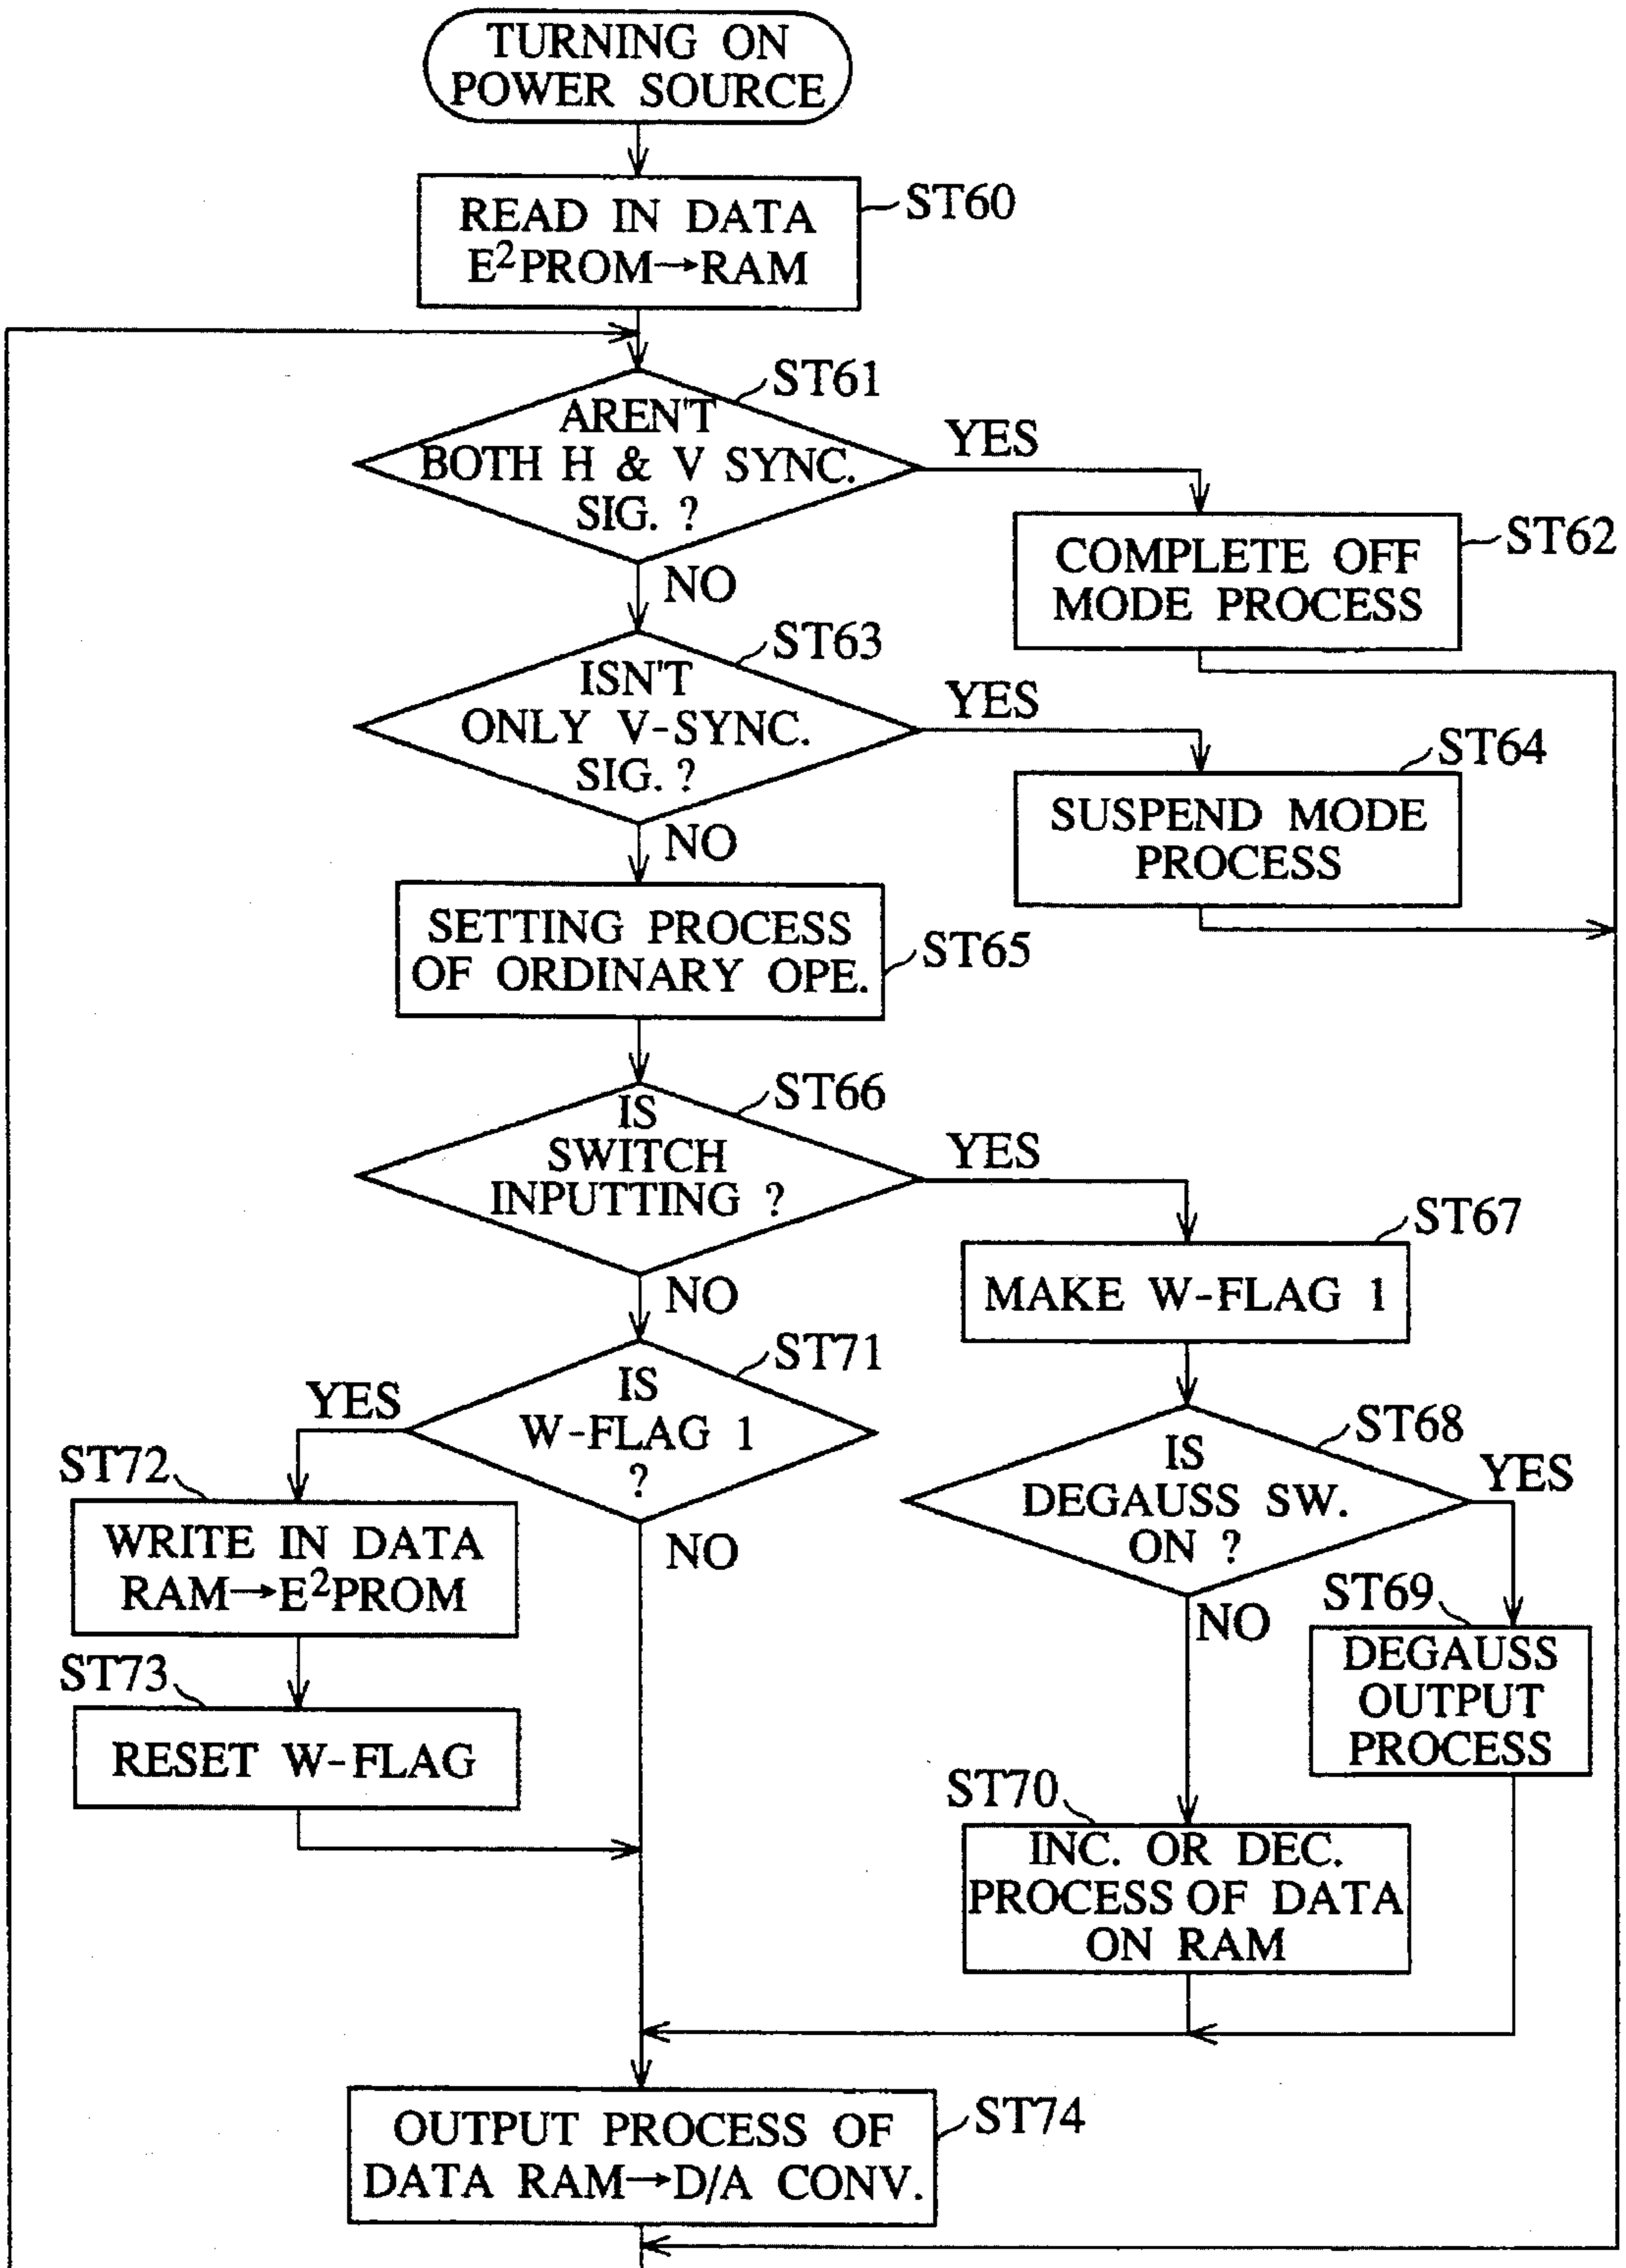 TURNING ON
POWER SOURCE
ST60
READ IN DATA
E²PROM→RAM
ST61
AREN'T
BOTH H & V SYNC.
SIG. ?
YES
NO
ST62
COMPLETE OFF
MODE PROCESS
ST63
ISN'T
ONLY V-SYNC.
SIG. ?
YES
NO
ST64
SUSPEND MODE
PROCESS
SETTING PROCESS
OF ORDINARY OPE.
ST65
ST66
IS
SWITCH
INPUTTING ?
YES
NO
ST67
MAKE W-FLAG 1
ST71
IS
W-FLAG 1
?
YES
NO
ST68
IS
DEGAUSS SW.
ON ?
YES
NO
ST72
WRITE IN DATA
RAM→E²PROM
ST69
DEGAUSS
OUTPUT
PROCESS
ST73
RESET W-FLAG
ST70
INC. OR DEC.
PROCESS OF DATA
ON RAM
ST74
OUTPUT PROCESS OF
DATA RAM→D/A CONV.